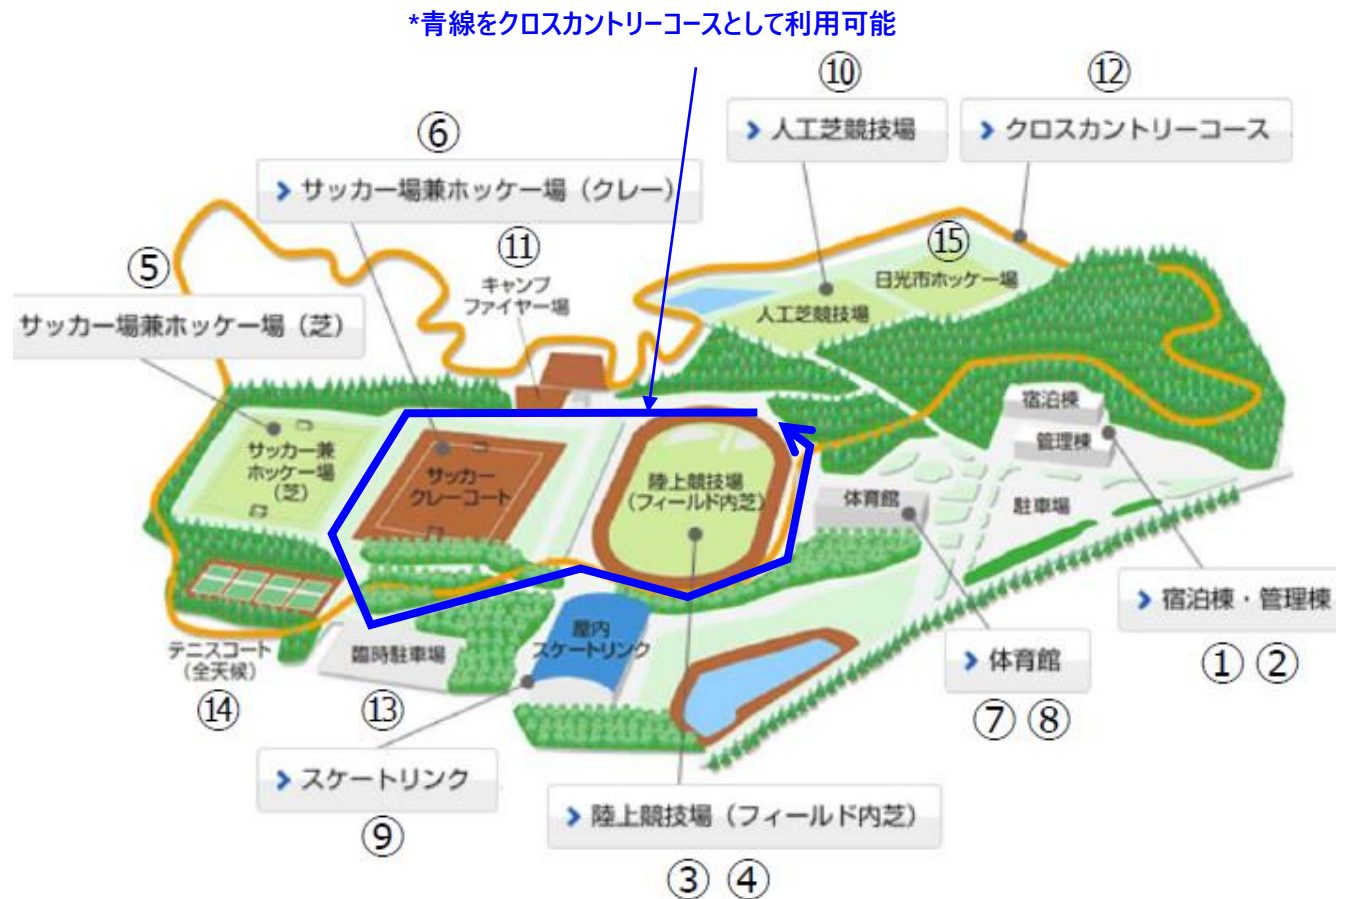 *青線をクロスカントリーコースとして利用可能
⑩
⑫
人工芝競技場
クロスカントリーコース
⑥
サッカー場兼ホッケー場（クレー）
⑤
⑪
キャンプ
ファイヤー場
⑮
日光市ホッケー場
人工芝競技場
サッカー場兼ホッケー場（芝）
宿泊棟
管理棟
サッカー兼
ホッケー場
（芝）
サッカー
クレーコート
陸上競技場
（フィールド内芝）
体育館
駐車場
宿泊棟・管理棟
① ②
テニスコート
（全天候）
⑭
臨時駐車場
⑬
屋内
スケートリンク
体育館
⑦ ⑧
スケートリンク
⑨
陸上競技場（フィールド内芝）
③ ④